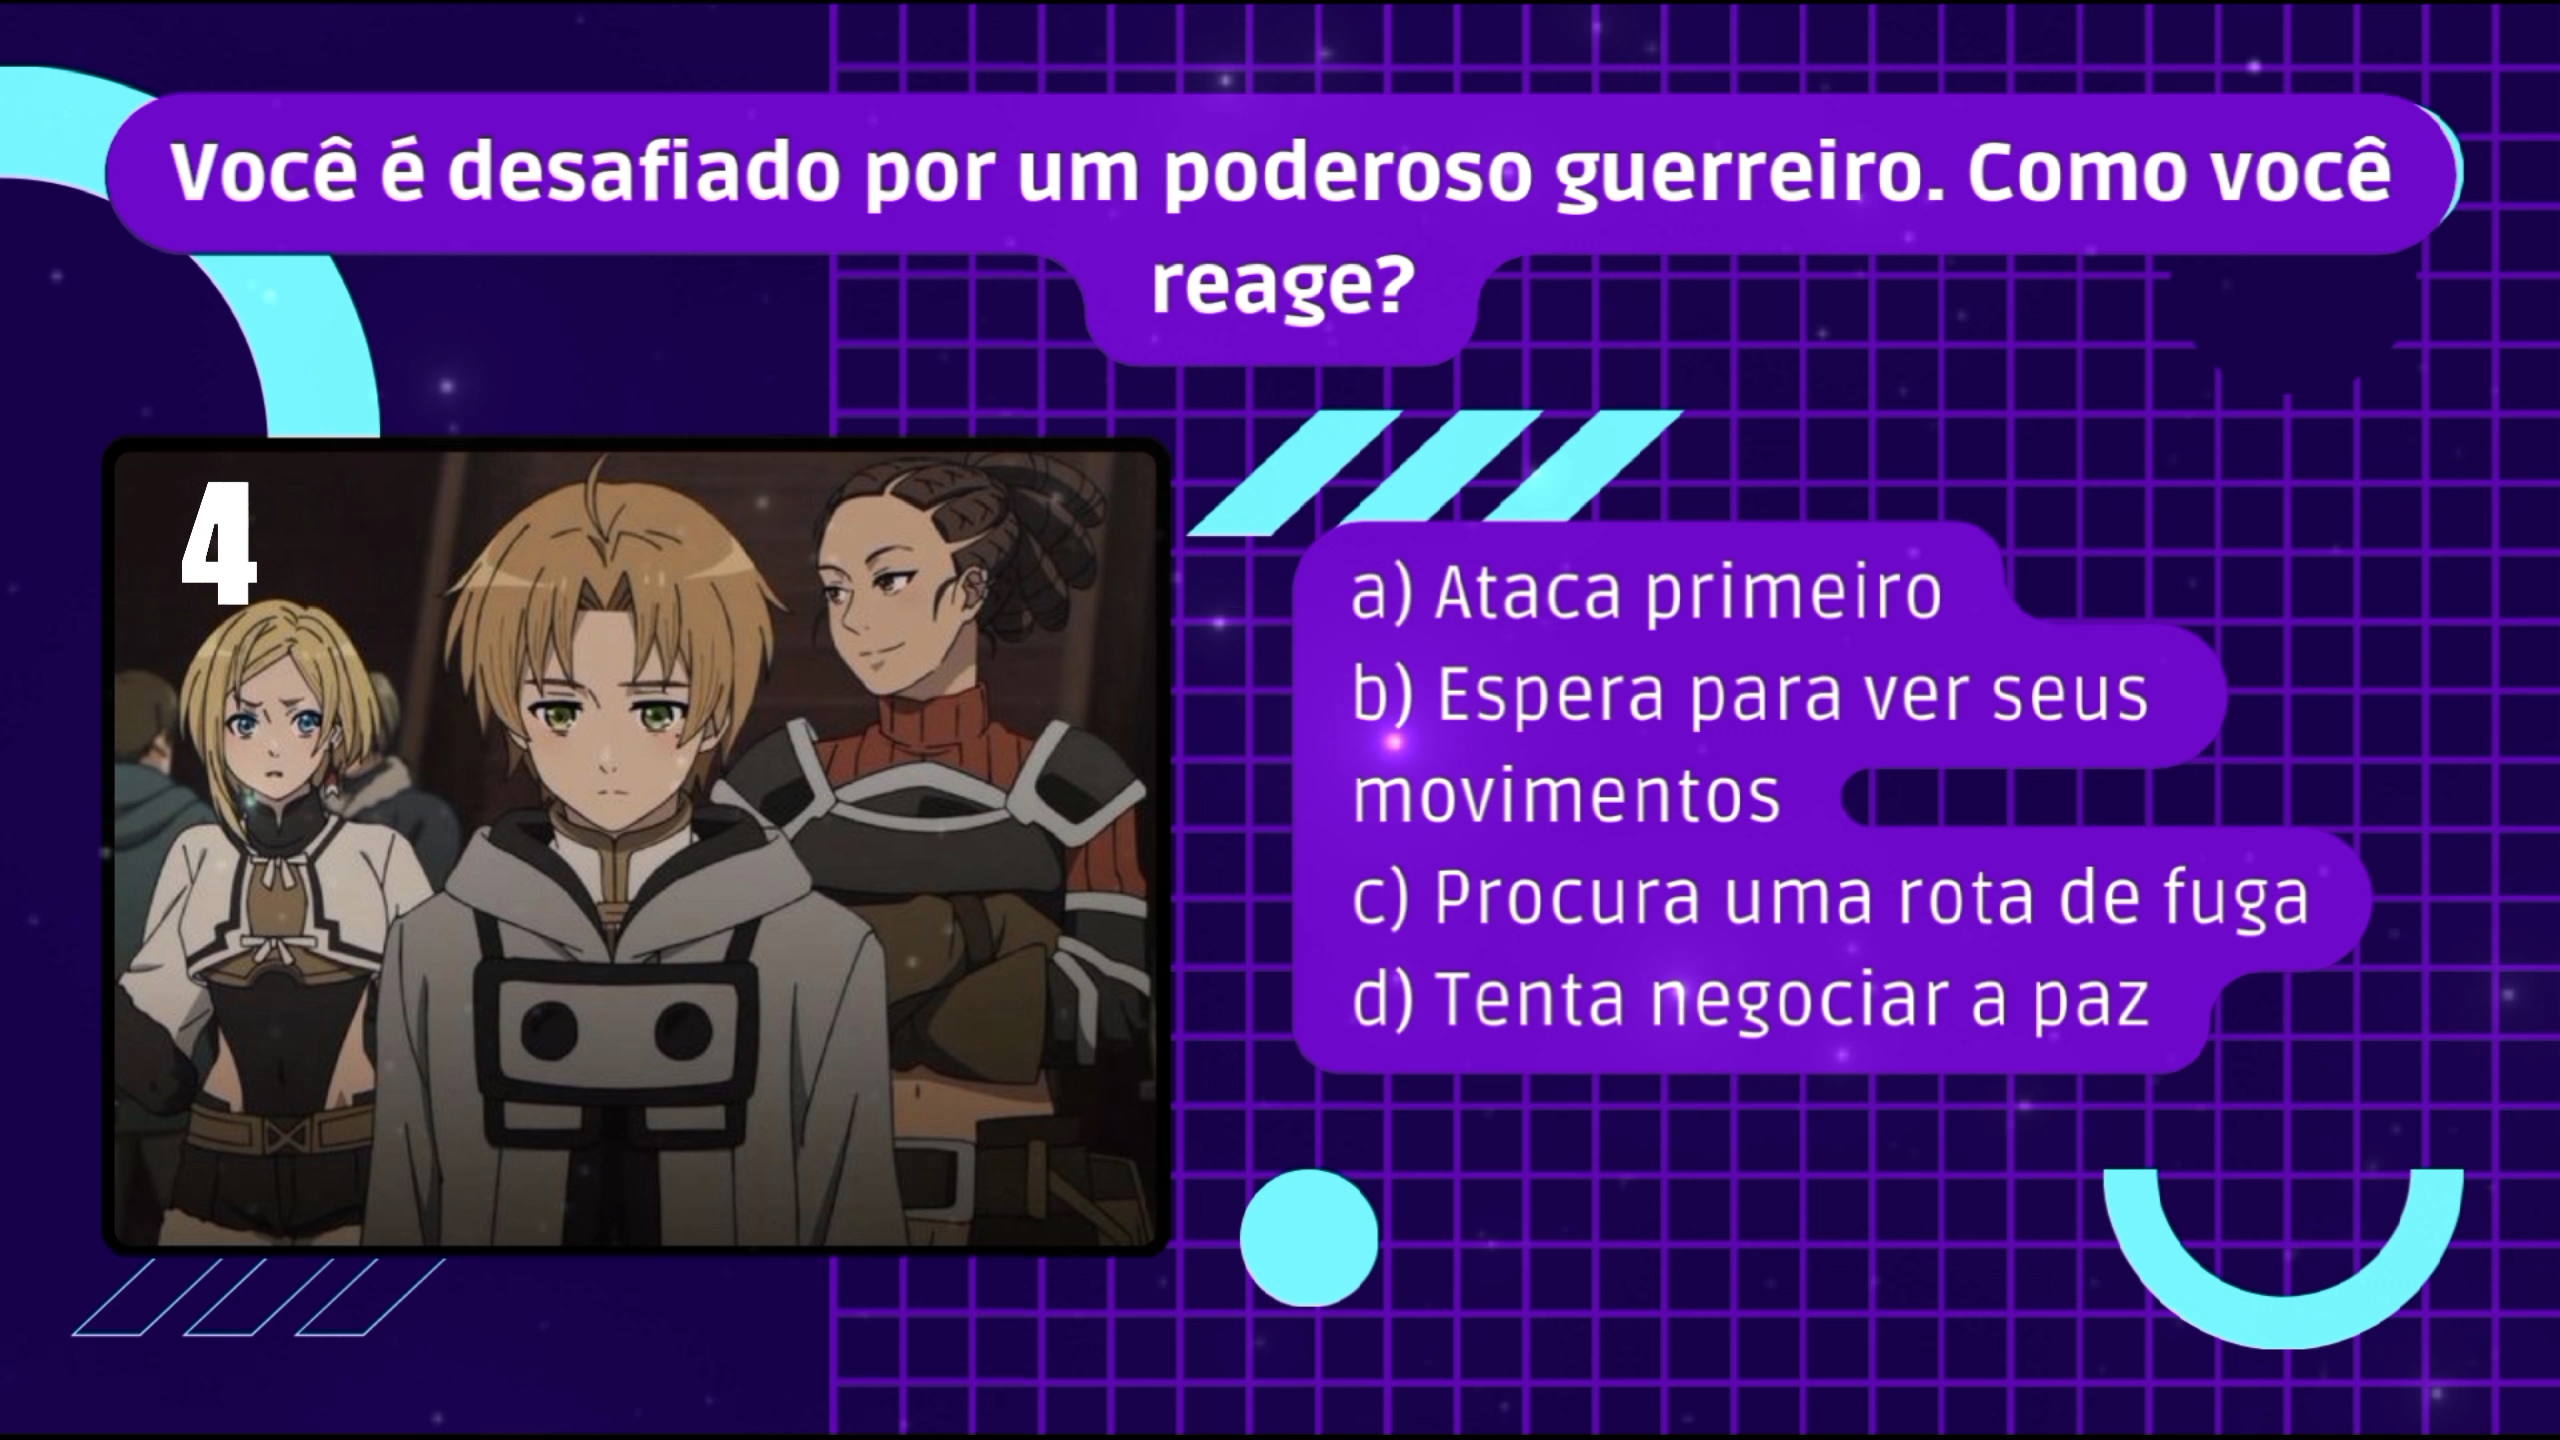 Você é desafiado por um poderoso guerreiro. Como você
reage?
4
a) Ataca primeiro
b) Espera para ver seus
movimentos
c) Procura uma rota de fuga
d) Tenta negociar a paz